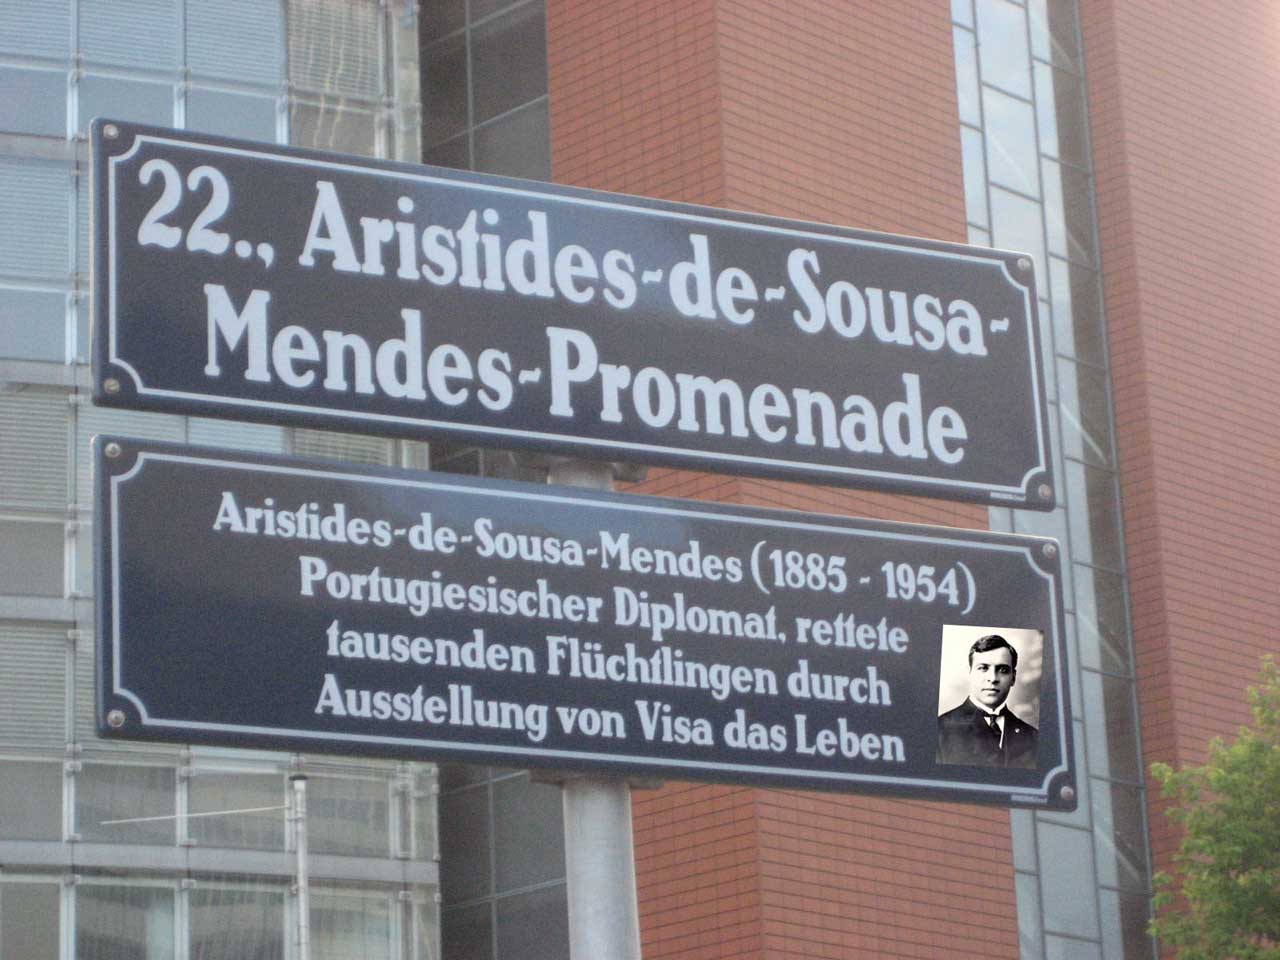 22., Aristides-de-Sousa-
Mendes-Promenade
Aristides-de-Sousa-Mendes (1885 - 1954)
Portugiesischer Diplomat, rettete
tausenden Flüchtlingen durch
Ausstellung von Visa das Leben